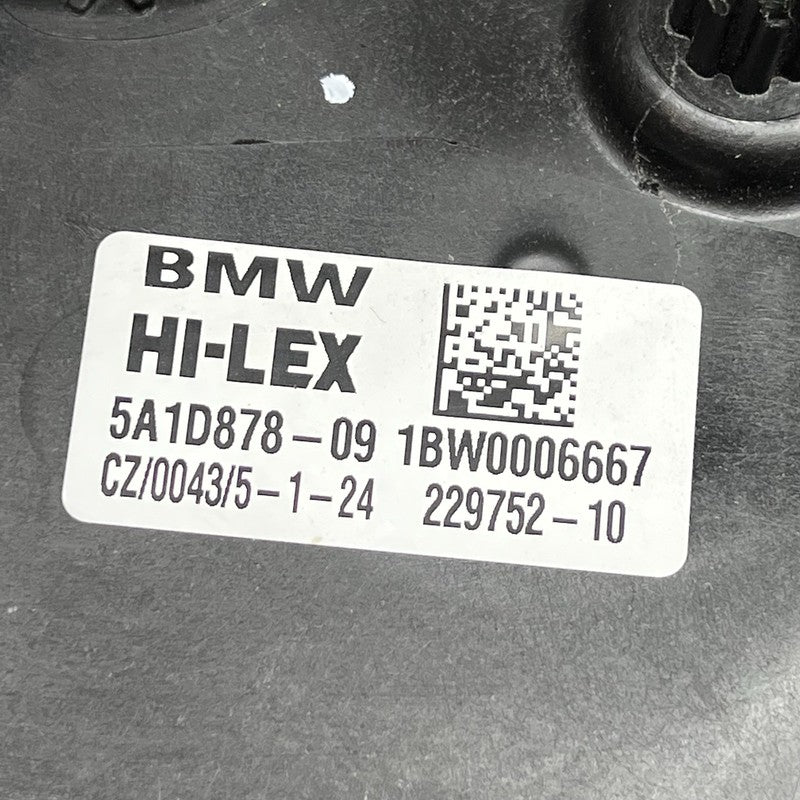 BMW
HI-LEX
5A1D878-09 1BW0006667
CZ/0043/5-1-24 229752-10